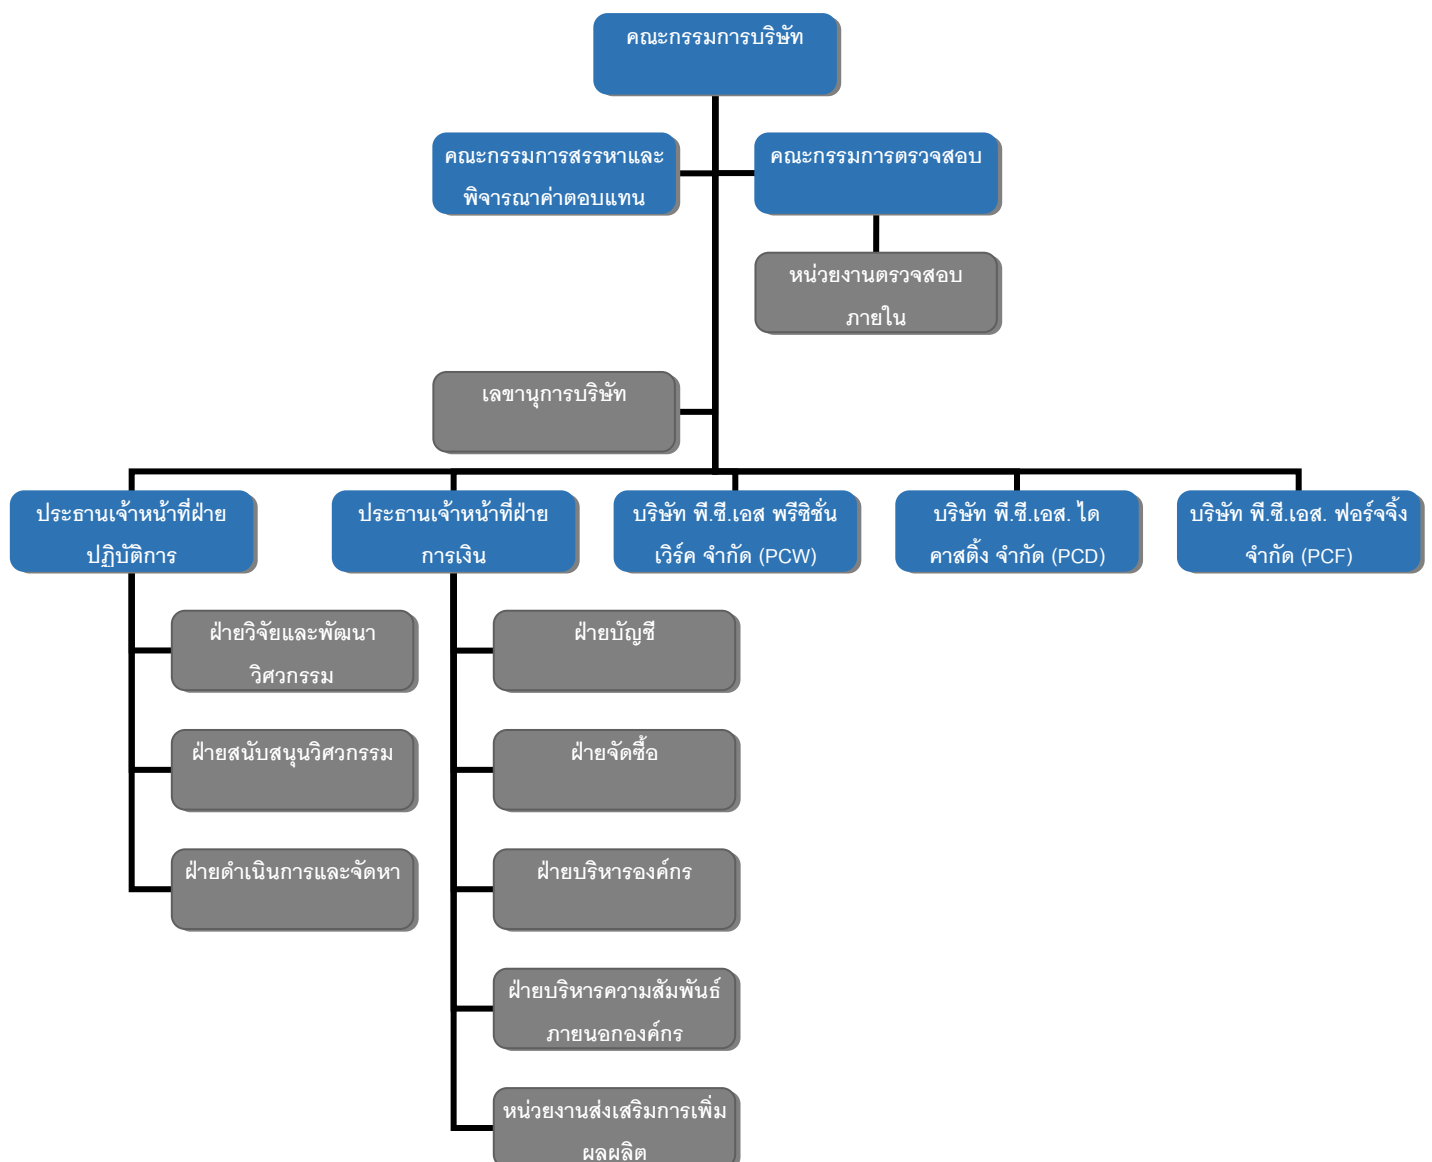 คณะกรรมการบริษัท
คณะกรรมการสรรหาและ
พิจารณาค่าตอบแทน
คณะกรรมการตรวจสอบ
หน่วยงานตรวจสอบ
ภายใน
เลขานุการบริษัท
ประธานเจ้าหน้าที่ฝ่าย
ปฏิบัติการ
ประธานเจ้าหน้าที่ฝ่าย
การเงิน
บริษัท พี.ซี.เอส พรีซิชั่น
เวิร์ค จำกัด (PCW)
บริษัท พี.ซี.เอส. ได
คาสติ้ง จำกัด (PCD)
บริษัท พี.ซี.เอส. ฟอร์จจิ้ง
จำกัด (PCF)
ฝ่ายวิจัยและพัฒนา
วิศวกรรม
ฝ่ายสนับสนุนวิศวกรรม
ฝ่ายดำเนินการและจัดหา
ฝ่ายบัญชี
ฝ่ายจัดซื้อ
ฝ่ายบริหารองค์กร
ฝ่ายบริหารความสัมพันธ์
ภายนอกองค์กร
หน่วยงานส่งเสริมการเพิ่ม
ผลผลิต